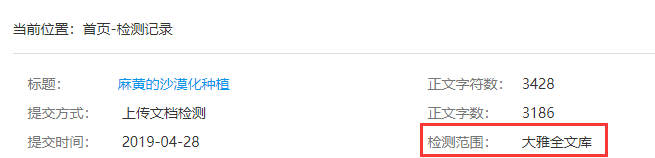 当前位置：首页-检测记录
标题： 麻黄的沙漠化种植 正文字符数： 3428
提交方式： 上传文档检测 正文字数： 3186
提交时间： 2019-04-28 检测范围： 大雅全文库